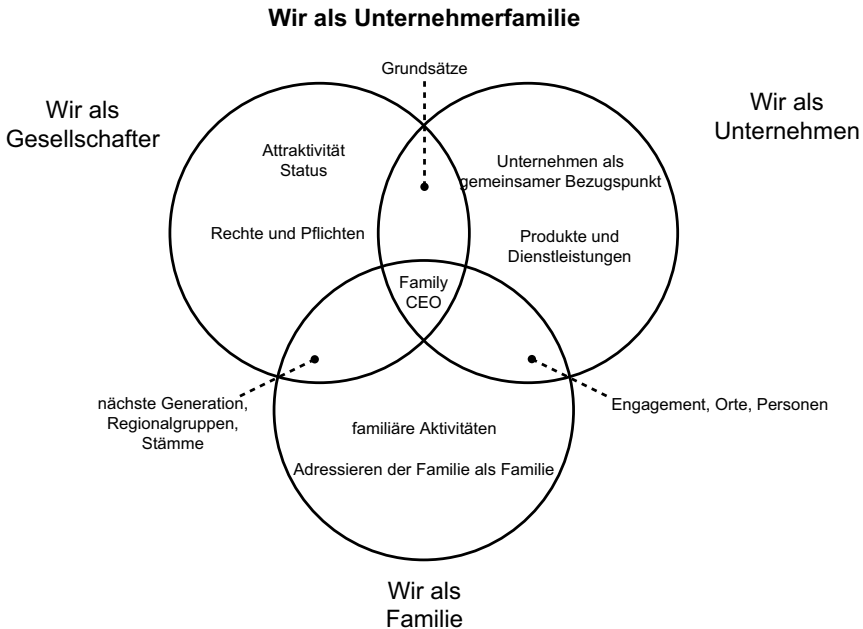 Wir als Unternehmerfamilie
Grundsätze
Wir als
Gesellschafter
Wir als
Unternehmen
Attraktivität
Status
Unternehmen als
gemeinsamer Bezugspunkt
Rechte und Pflichten
Produkte und
Dienstleistungen
Family
CEO
nächste Generation,
Regionalgruppen,
Stämme
Engagement, Orte, Personen
familiäre Aktivitäten
Adressieren der Familie als Familie
Wir als
Familie